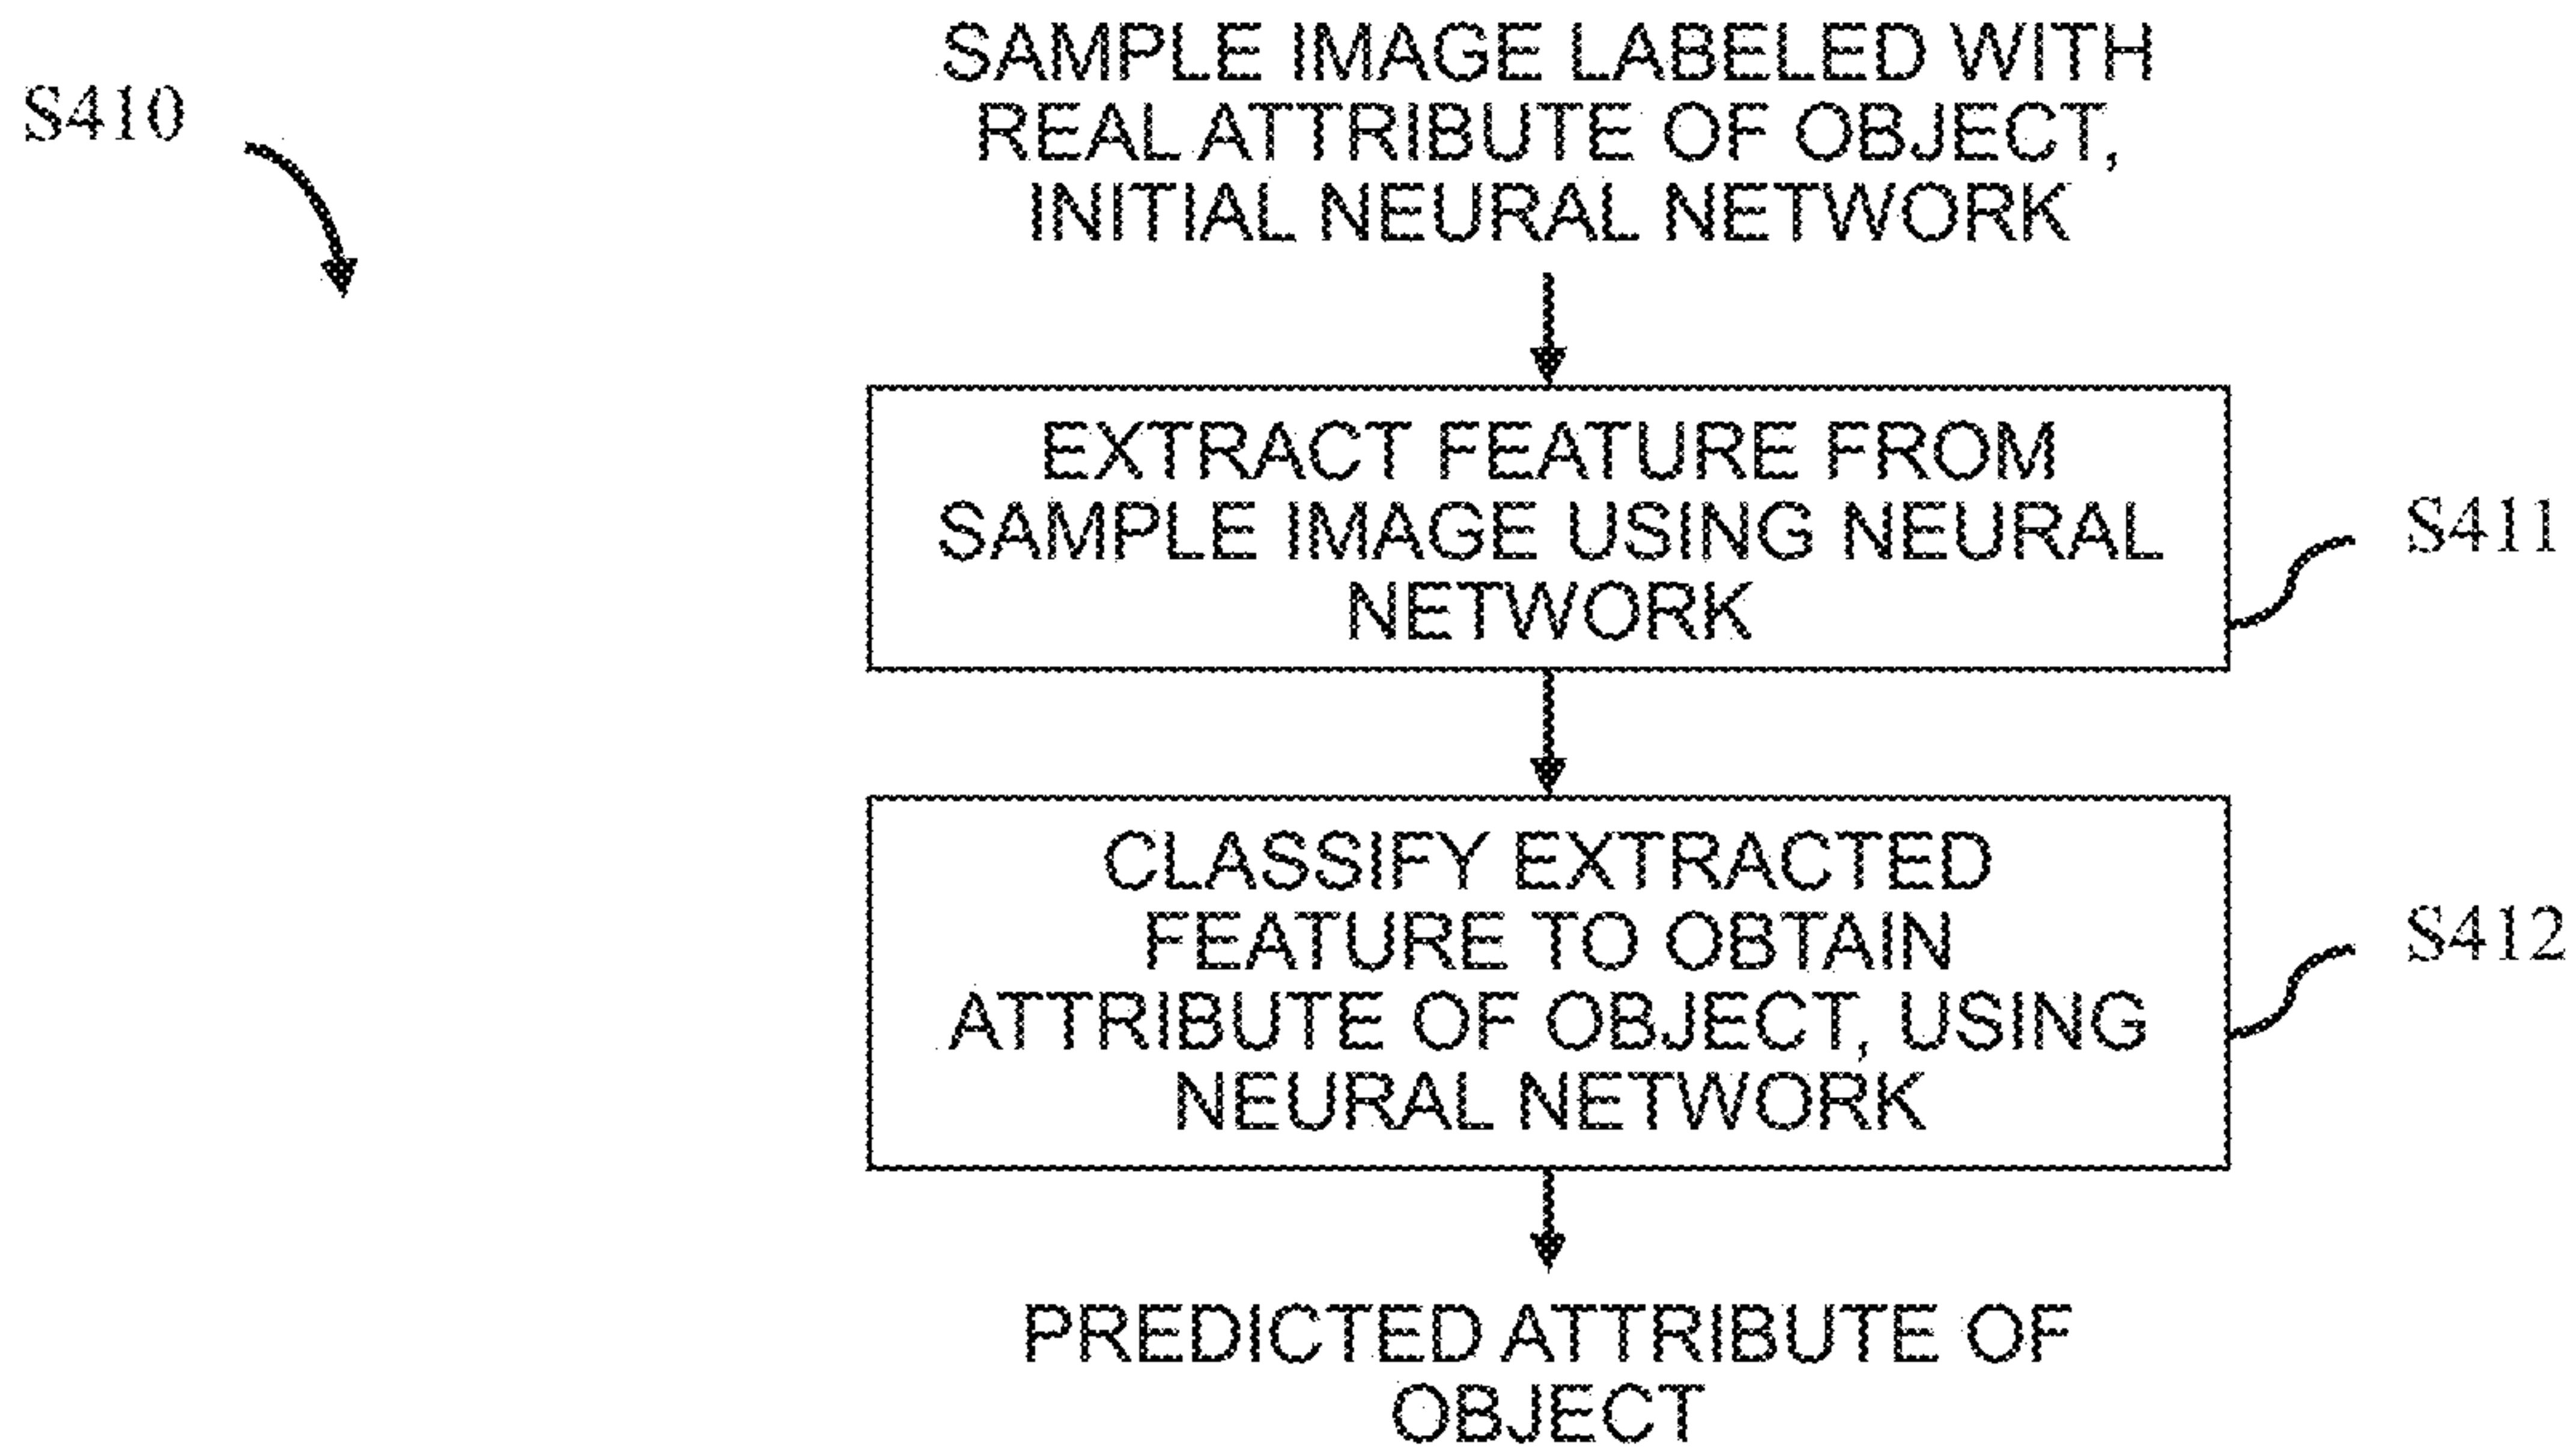 S410
SAMPLE IMAGE LABELED WITH
REAL ATTRIBUTE OF OBJECT,
INITIAL NEURAL NETWORK
EXTRACT FEATURE FROM
SAMPLE IMAGE USING NEURAL
NETWORK
S411
CLASSIFY EXTRACTED
FEATURE TO OBTAIN
ATTRIBUTE OF OBJECT, USING
NEURAL NETWORK
S412
PREDICTED ATTRIBUTE OF
OBJECT